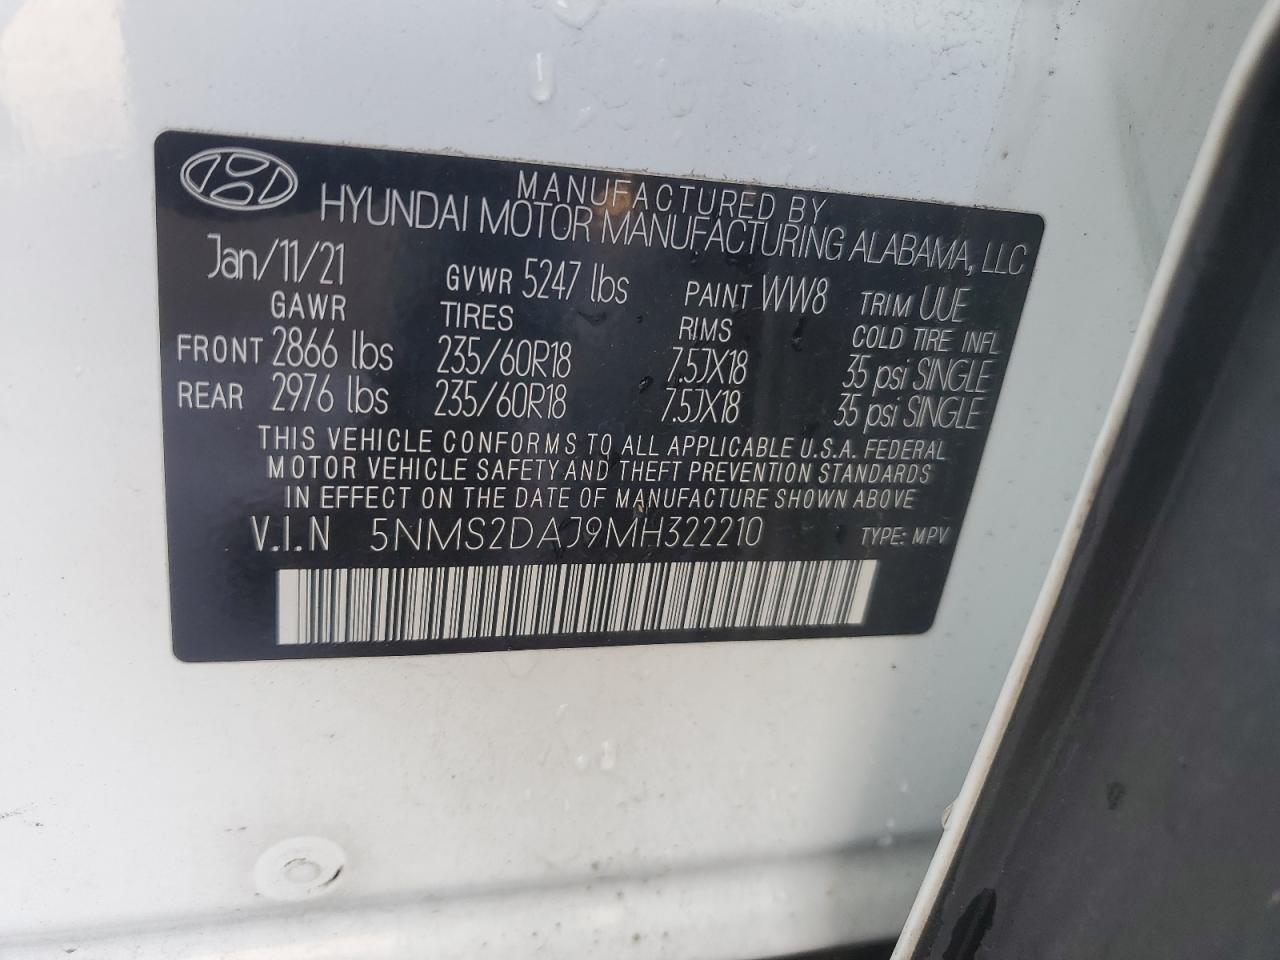 MANUFACTURED BY
HYUNDAI MOTOR MANUFACTURING ALABAMA, LLC
Jan/11/21 GVWR 5247 lbs PAINT WW8 TRIM UUE
GAWR TIRES RIMS COLD TIRE INFL
FRONT 2866 lbs 235/60R18 7.5JX18 35 psi SINGLE
REAR 2976 lbs 235/60R18 7.5JX18 35 psi SINGLE
THIS VEHICLE CONFORMS TO ALL APPLICABLE U.S.A. FEDERAL
MOTOR VEHICLE SAFETY AND THEFT PREVENTION STANDARDS
IN EFFECT ON THE DATE OF MANUFACTURE SHOWN ABOVE
V.I.N 5NMS2DAJ9MH322210 TYPE: MPV